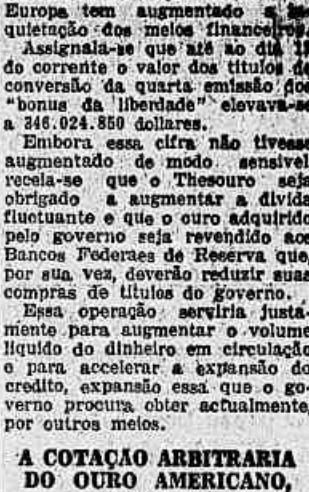 Europa tem augmentado a in-
quietação dos meios financeiros.
Assignala-se que até ao dia 12
do corrente o valor dos titulos de
conversão da quarta emissão dos
"bonus da liberdade" elevava-se
a 346.024.850 dollares.
Embora essa cifra não tivesse
augmentado de modo sensivel
receia-se que o Thesouro seja
obrigado a augmentar a divida
fluctuante e que o ouro adquirido
pelo governo seja revendido aos
Bancos Federaes de Reserva que,
por sua vez, deverão reduzir suas
compras de titulos do governo.
Essa operação serviria justa-
mente para augmentar o volume
liquido do dinheiro em circulação
e para accelerar a expansão do
credito, expansão essa que o go-
verno procura obter actualmente,
por outros meios.
A COTAÇÃO ARBITRARIA
DO OURO AMERICANO,